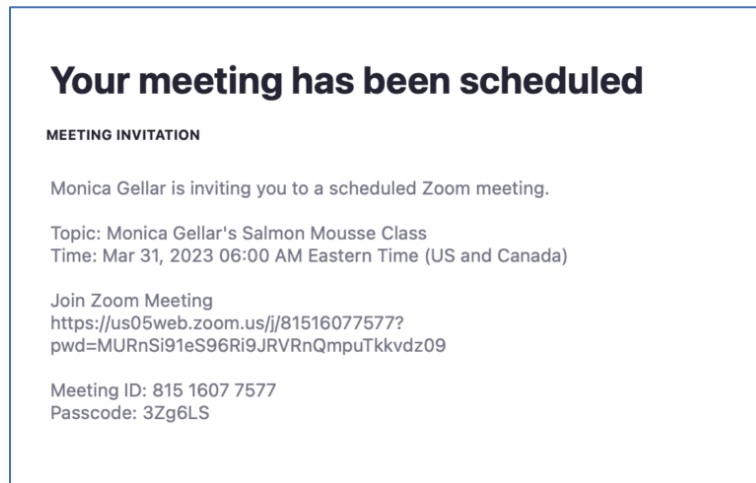 Your meeting has been scheduled
MEETING INVITATION
Monica Gellar is inviting you to a scheduled Zoom meeting.
Topic: Monica Gellar's Salmon Mousse Class
Time: Mar 31, 2023 06:00 AM Eastern Time (US and Canada)
Join Zoom Meeting
https://us05web.zoom.us/j/81516077577?
pwd=MURnSi91eS96Ri9JRVRnQmpuTkkvdz09
Meeting ID: 815 1607 7577
Passcode: 3Zg6LS